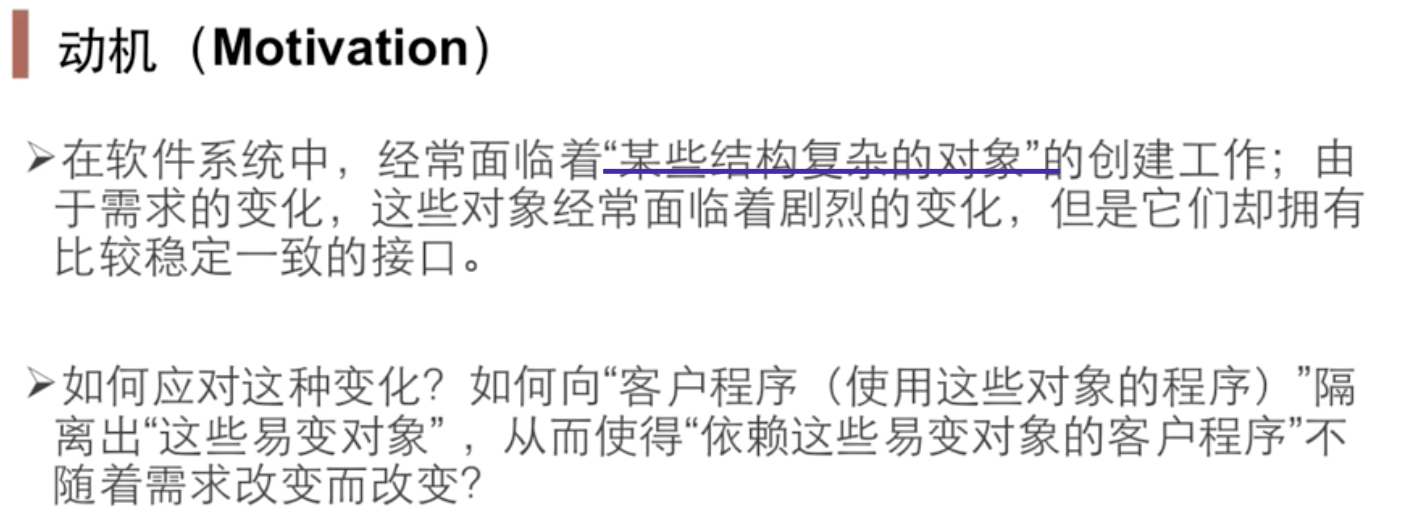 动机（Motivation）
➢在软件系统中，经常面临着“某些结构复杂的对象”的创建工作；由
于需求的变化，这些对象经常面临着剧烈的变化，但是它们却拥有
比较稳定一致的接口。
➢如何应对这种变化？如何向“客户程序（使用这些对象的程序）”隔
离出“这些易变对象”，从而使得“依赖这些易变对象的客户程序”不
随着需求改变而改变？